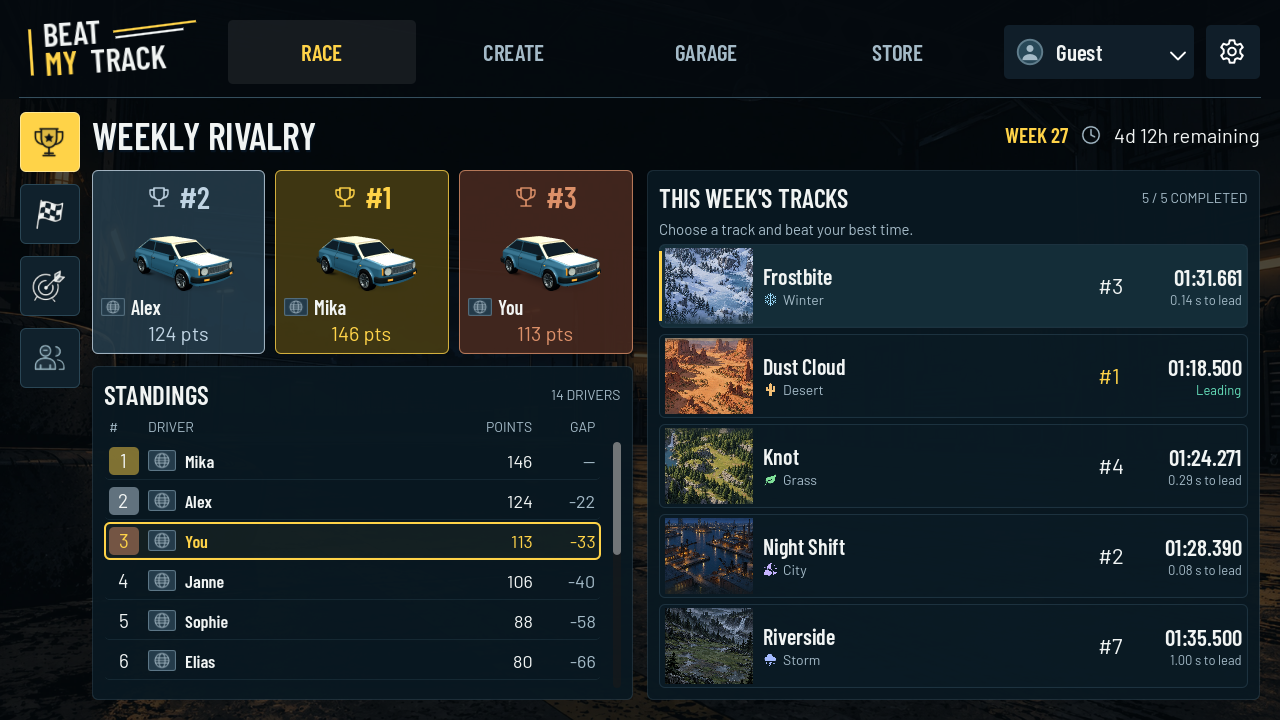 BEAT
MY TRACK
RACE
CREATE
GARAGE
STORE
Guest
WEEKLY RIVALRY
WEEK 27
4d 12h remaining
#2
Alex
124 pts
#1
Mika
146 pts
#3
You
113 pts
STANDINGS
14 DRIVERS
# DRIVER POINTS GAP
1 Mika 146 —
2 Alex 124 -22
3 You 113 -33
4 Janne 106 -40
5 Sophie 88 -58
6 Elias 80 -66
THIS WEEK'S TRACKS
5 / 5 COMPLETED
Choose a track and beat your best time.
Frostbite
Winter
#3
01:31.661
0.14 s to lead
Dust Cloud
Desert
#1
01:18.500
Leading
Knot
Grass
#4
01:24.271
0.29 s to lead
Night Shift
City
#2
01:28.390
0.08 s to lead
Riverside
Storm
#7
01:35.500
1.00 s to lead